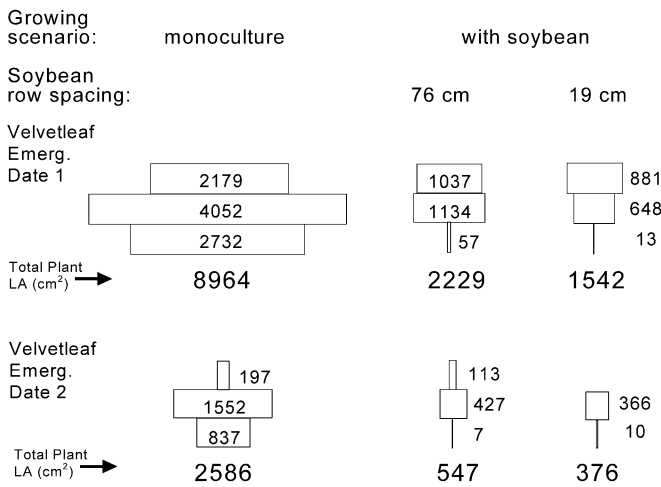 Growing
scenario: monoculture with soybean
Soybean
row spacing: 76 cm 19 cm
Velvetleaf
Emerg.
Date 1
2179 1037 881
4052 1134 648
2732 57 13
Total Plant
LA (cm²) 8964 2229 1542
Velvetleaf
Emerg.
Date 2
197 113
1552 427 366
837 7 10
Total Plant
LA (cm²) 2586 547 376